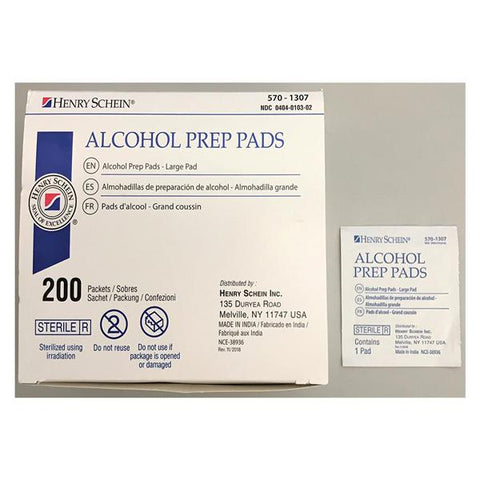 HENRY SCHEIN®
570 - 1307
NDC 0404-0103-02
ALCOHOL PREP PADS
EN Alcohol Prep Pads - Large Pad
ES Almohadillas de preparación de alcohol - Almohadilla grande
FR Pads d'alcool - Grand coussin
HENRY SCHEIN®
SEAL OF EXCELLENCE
200 Packets / Sobres
Sachet / Packung / Confezioni
STERILE R
Sterilized using
irradiation
2
Do not reuse
Do not use if
package is opened
or damaged
Distributed by:
HENRY SCHEIN INC.
135 DURYEA ROAD
Melville, NY 11747 USA
MADE IN INDIA / Fabricado en India /
Fabriqué aux India
NCE-38936
Rev. 11/2018
HENRY SCHEIN®
570-1307
ALCOHOL
PREP PADS
EN Alcohol Prep Pads - Large Pad
ES Almohadillas de preparación de alcohol -
Almohadilla grande
FR Pads d'alcool - Grand coussin
STERILE R
Contains
1 Pad
Distributed by:
HENRY SCHEIN INC.
135 DURYEA ROAD
Melville, NY 11747 USA
Made in India
NCE-38936